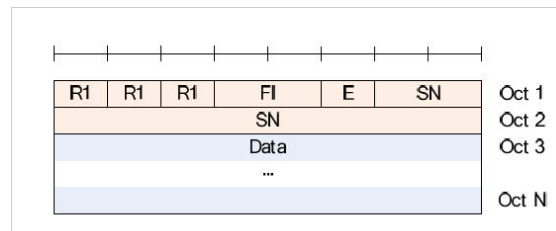 R1 R1 R1 FI E SN Oct 1
SN Oct 2
Data Oct 3
...
Oct N